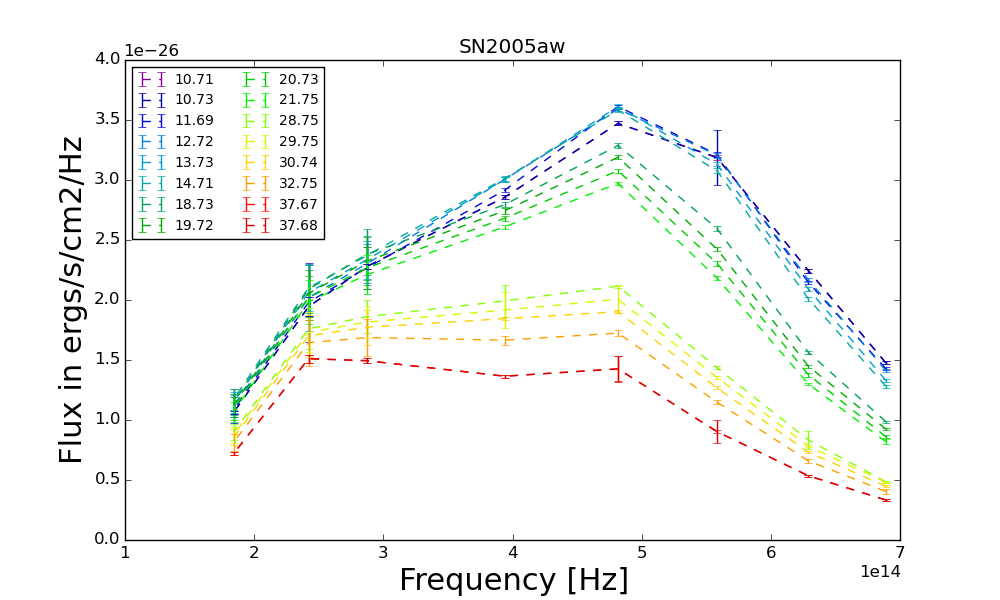 SN2005aw
1e−26
4.0
3.5
3.0
2.5
2.0
1.5
1.0
0.5
0.0
Flux in ergs/s/cm2/Hz
10.71 20.73
10.73 21.75
11.69 28.75
12.72 29.75
13.73 30.74
14.71 32.75
18.73 37.67
19.72 37.68
1 2 3 4 5 6 7
1e14
Frequency [Hz]